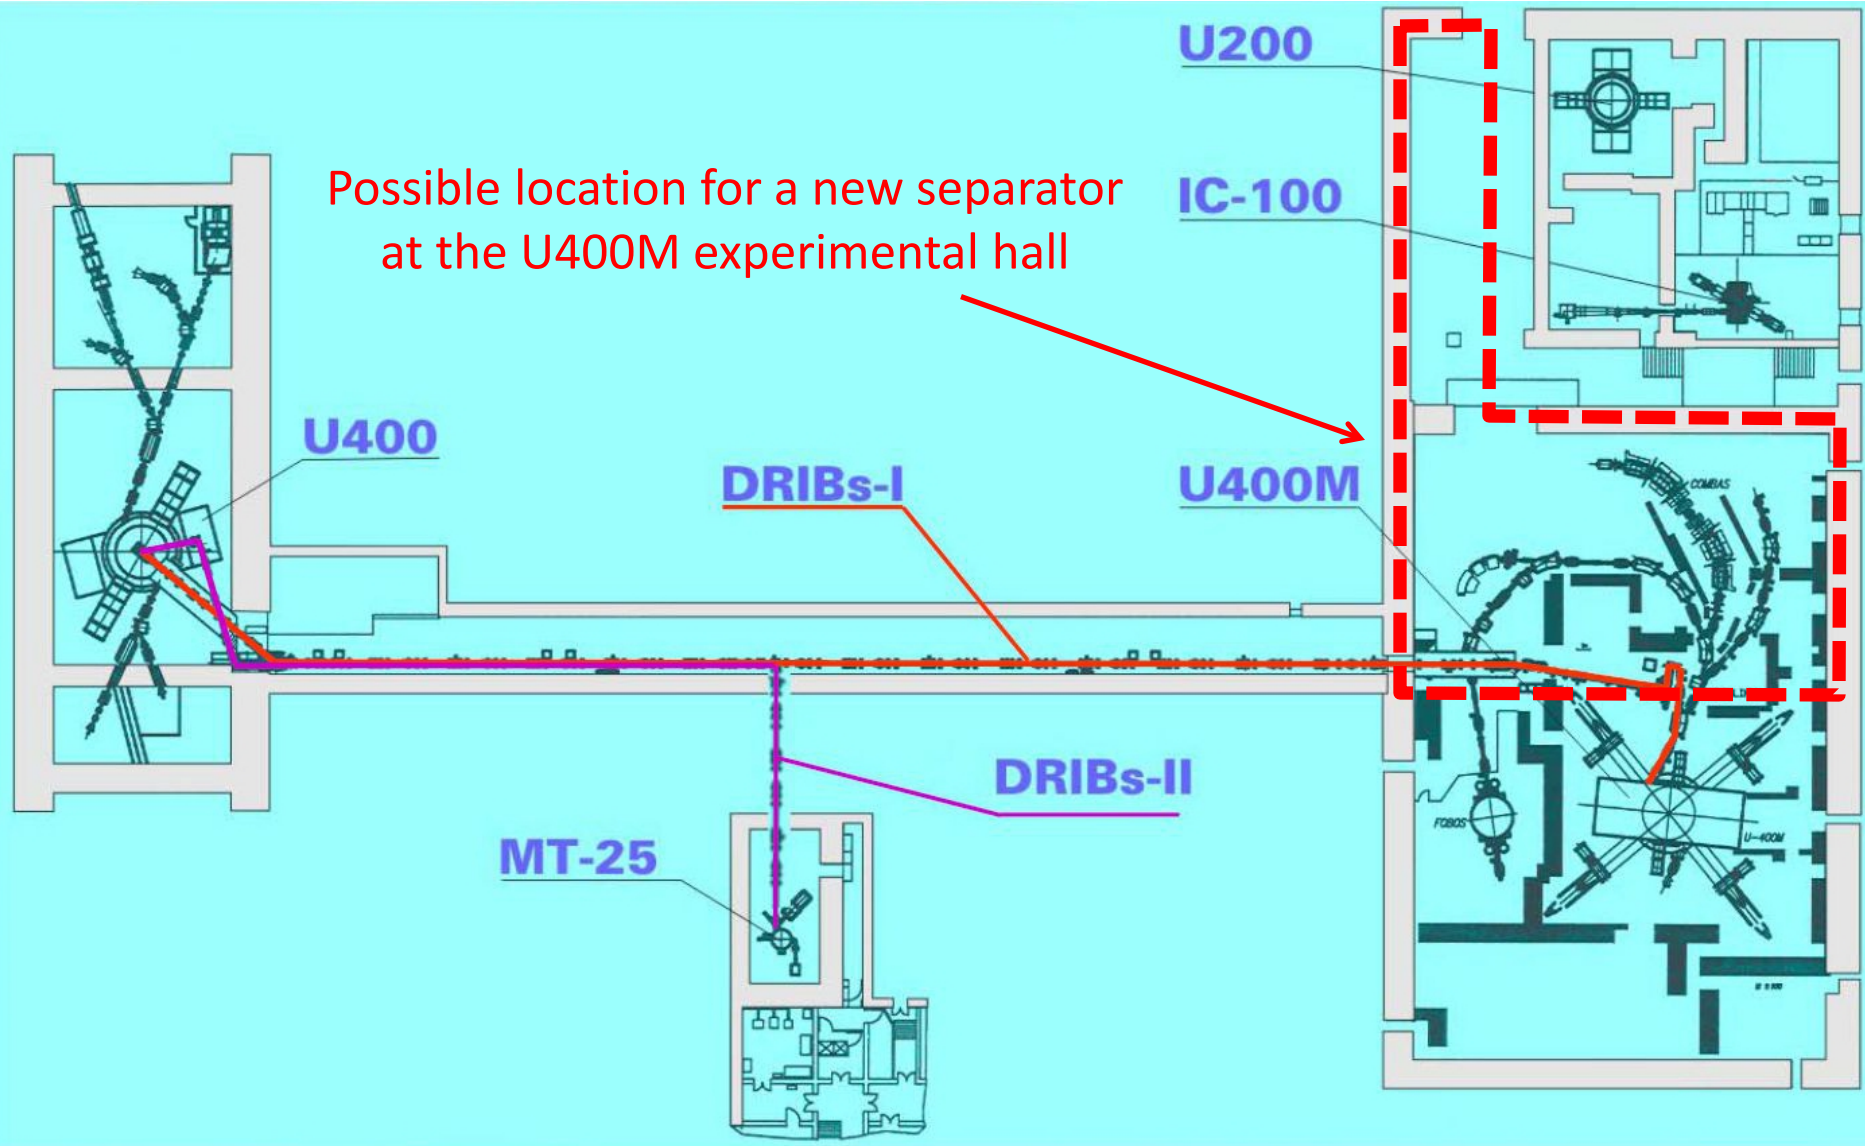 U200
Possible location for a new separator
at the U400M experimental hall
IC-100
U400
DRIBs-I
U400M
COMBAS
DRIBs-II
FOBOS
U-400M
MT-25